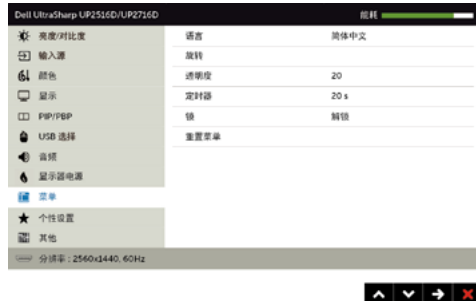 Dell UltraSharp UP2516D/UP2716D 能耗
亮度/对比度 语言 简体中文
输入源 旋转
颜色 透明度 20
显示 定时器 20 s
PIP/PBP 锁 解锁
USB 选择 重置菜单
音频
显示器电源
菜单
个性设置
其他
分辨率 : 2560x1440, 60Hz